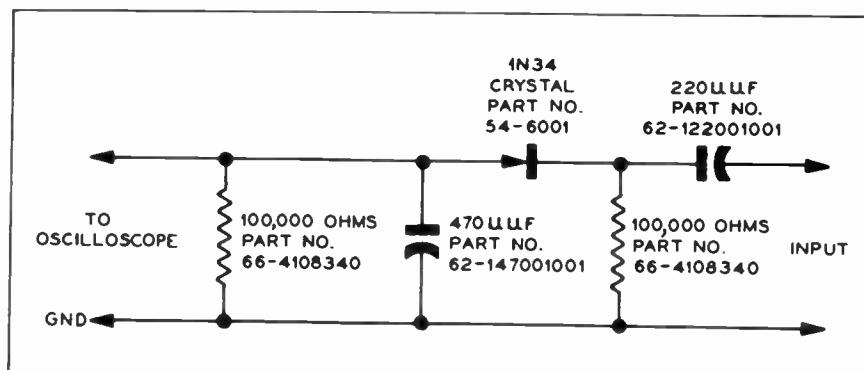 1N34
CRYSTAL
PART NO.
54-6001
220UUF
PART NO.
62-122001001
TO
OSCILLOSCOPE
100,000 OHMS
PART NO.
66-4108340
470UUF
PART NO.
62-147001001
100,000 OHMS
PART NO.
66-4108340
INPUT
GND